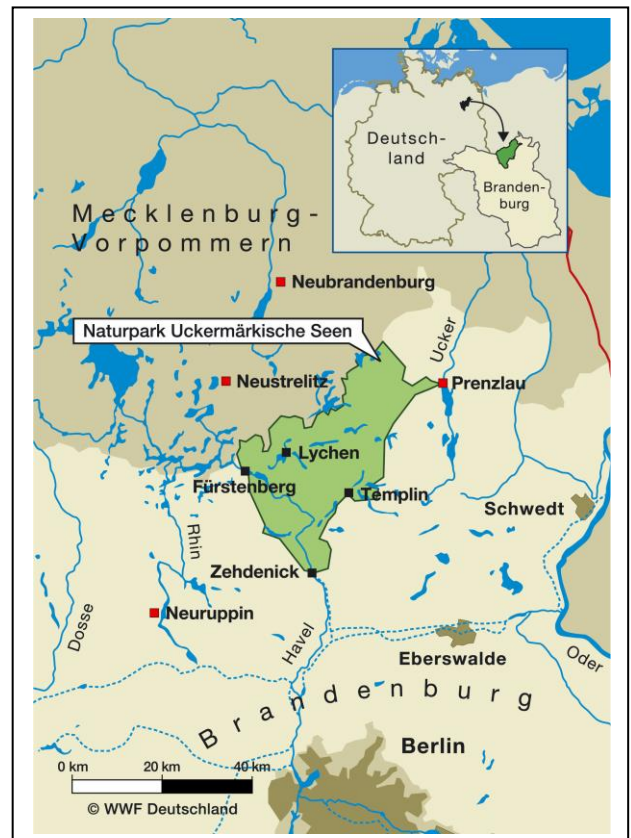 Deutsch-
land
Branden-
burg
Mecklenburg-
Vorpommern
Neubrandenburg
Naturpark Uckermärkische Seen
Ucker
Neustrelitz
Prenzlau
Lychen
Fürstenberg
Templin
Schwedt
Rhin
Zehdenick
Neuruppin
Dosse
Havel
Eberswalde
Oder
Brandenburg
Berlin
0 km 20 km 40 km
© WWF Deutschland